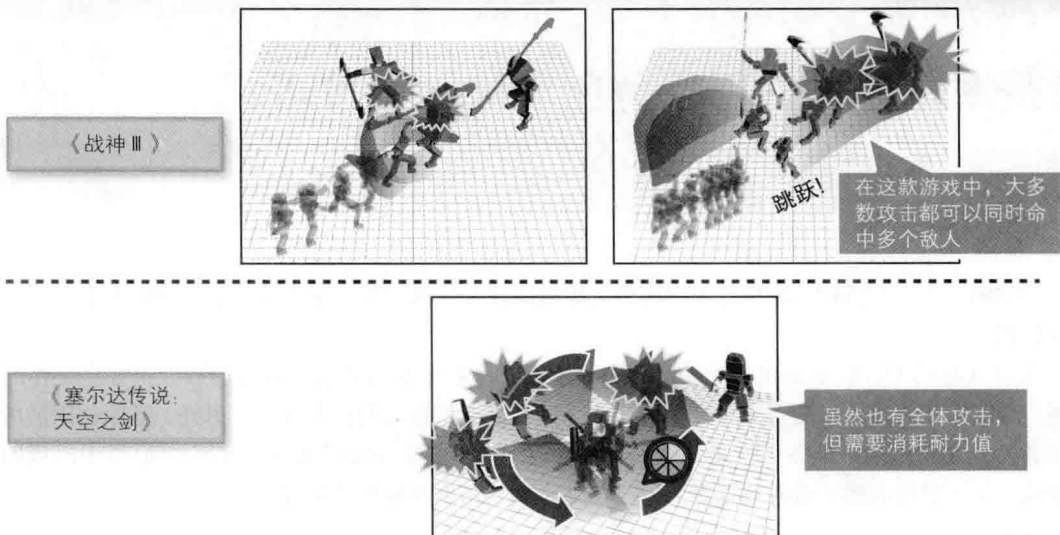 《战神Ⅲ》
跳跃!
在这款游戏中，大多
数攻击都可以同时命
中多个敌人
《塞尔达传说：
天空之剑》
虽然也有全体攻击，
但需要消耗耐力值